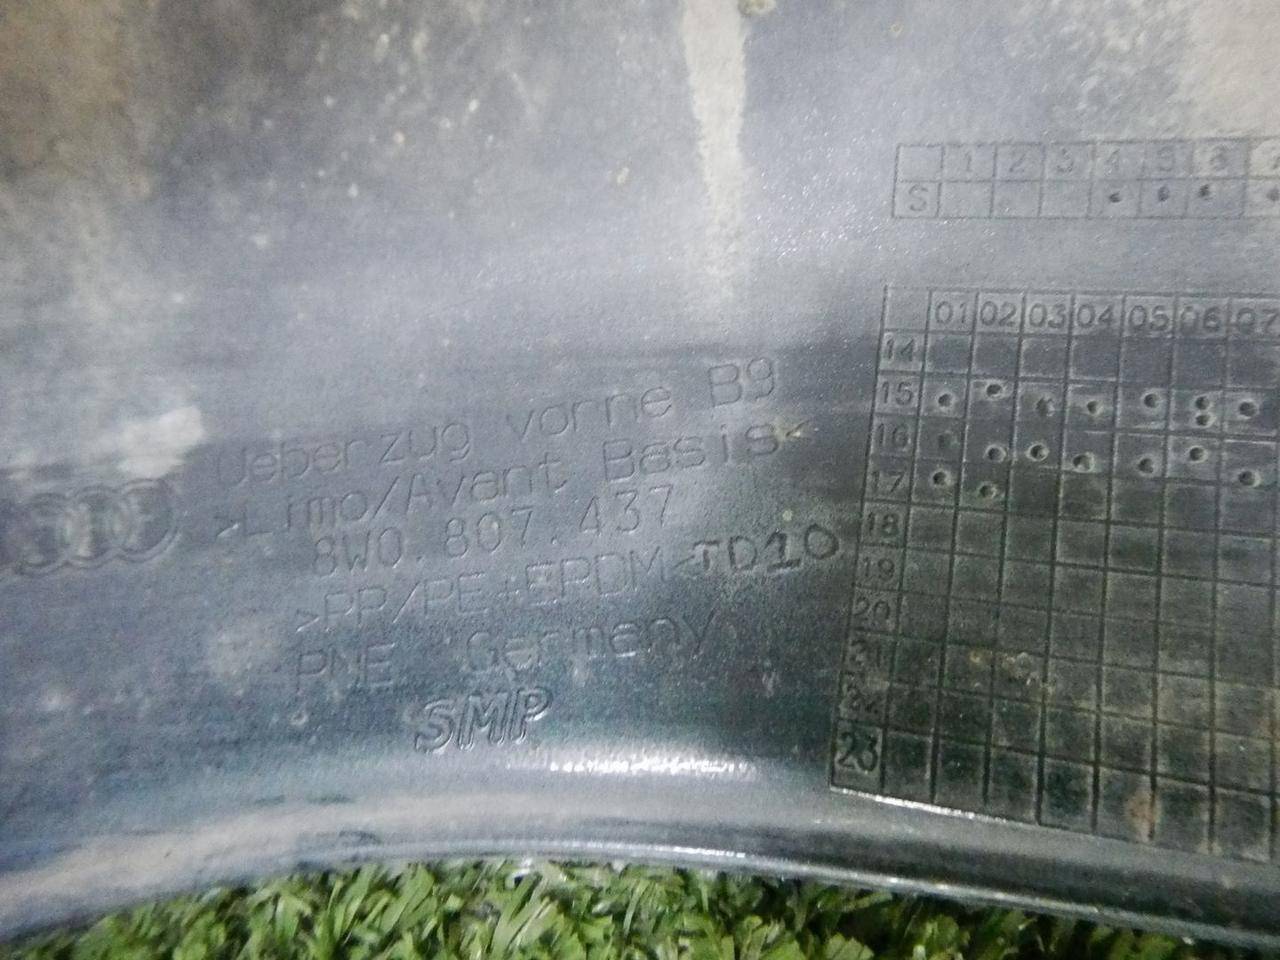 Ueberzug vorne B9
>Limo/Avant Basis<
8W0.807.437
>PP/PE+EPDM-TD10
PNE Germany
SMP
1 2 3 4 5 6 7
S
01 02 03 04 05 06 07
14
15
16
17
18
19
20
21
22
23